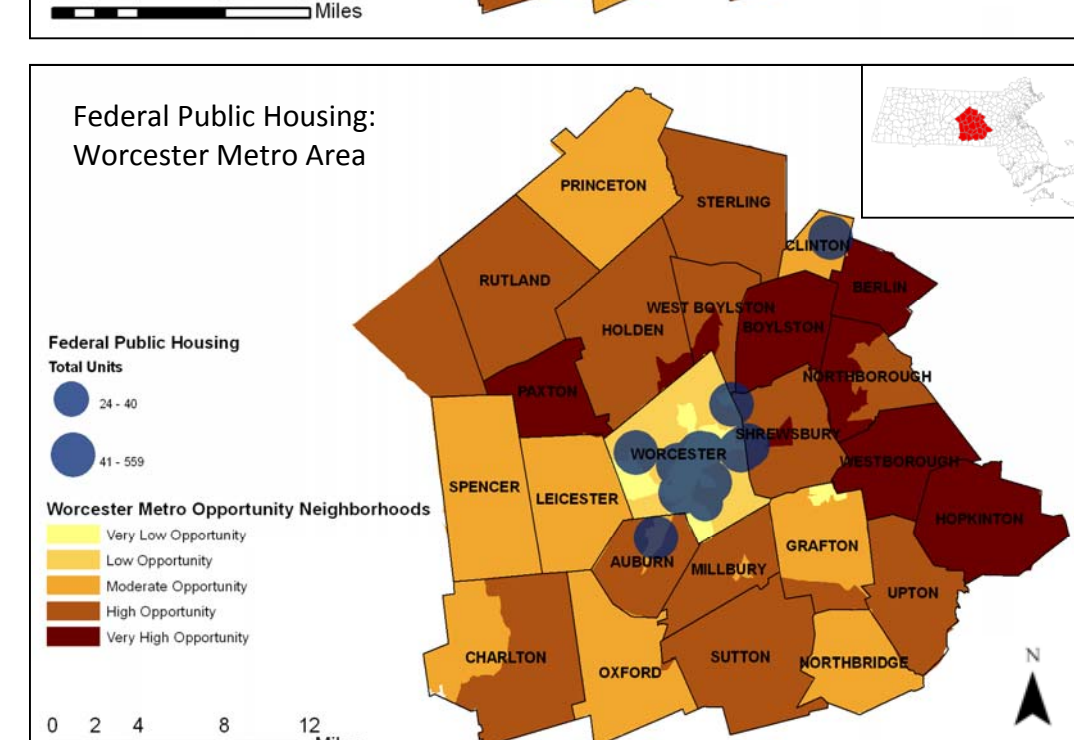 Miles
Federal Public Housing:
Worcester Metro Area
PRINCETON
STERLING
CLINTON
RUTLAND
BERLIN
WEST BOYLSTON
HOLDEN
BOYLSTON
Federal Public Housing
Total Units
24 - 40
41 - 559
PAXTON
NORTHBOROUGH
SHREWSBURY
WORCESTER
WESTBOROUGH
SPENCER
LEICESTER
Worcester Metro Opportunity Neighborhoods
Very Low Opportunity
Low Opportunity
Moderate Opportunity
High Opportunity
Very High Opportunity
HOPKINTON
GRAFTON
AUBURN
MILLBURY
UPTON
CHARLTON
OXFORD
SUTTON
NORTHBRIDGE
N
0 2 4 8 12
Miles